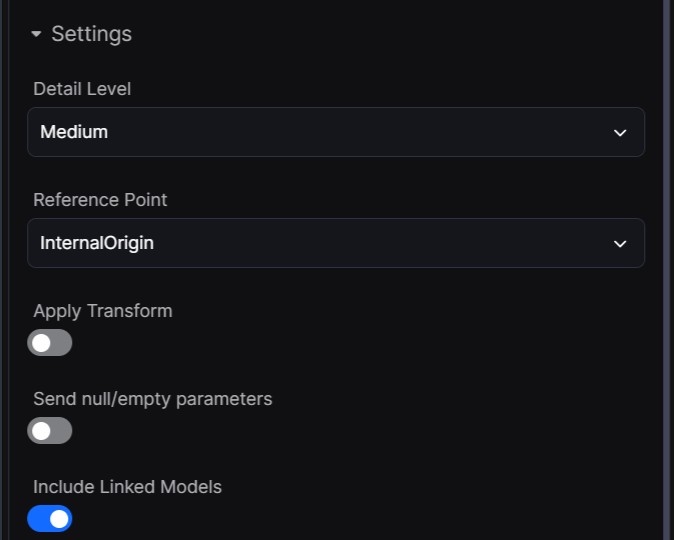 Settings
Detail Level
Medium
Reference Point
InternalOrigin
Apply Transform
Send null/empty parameters
Include Linked Models